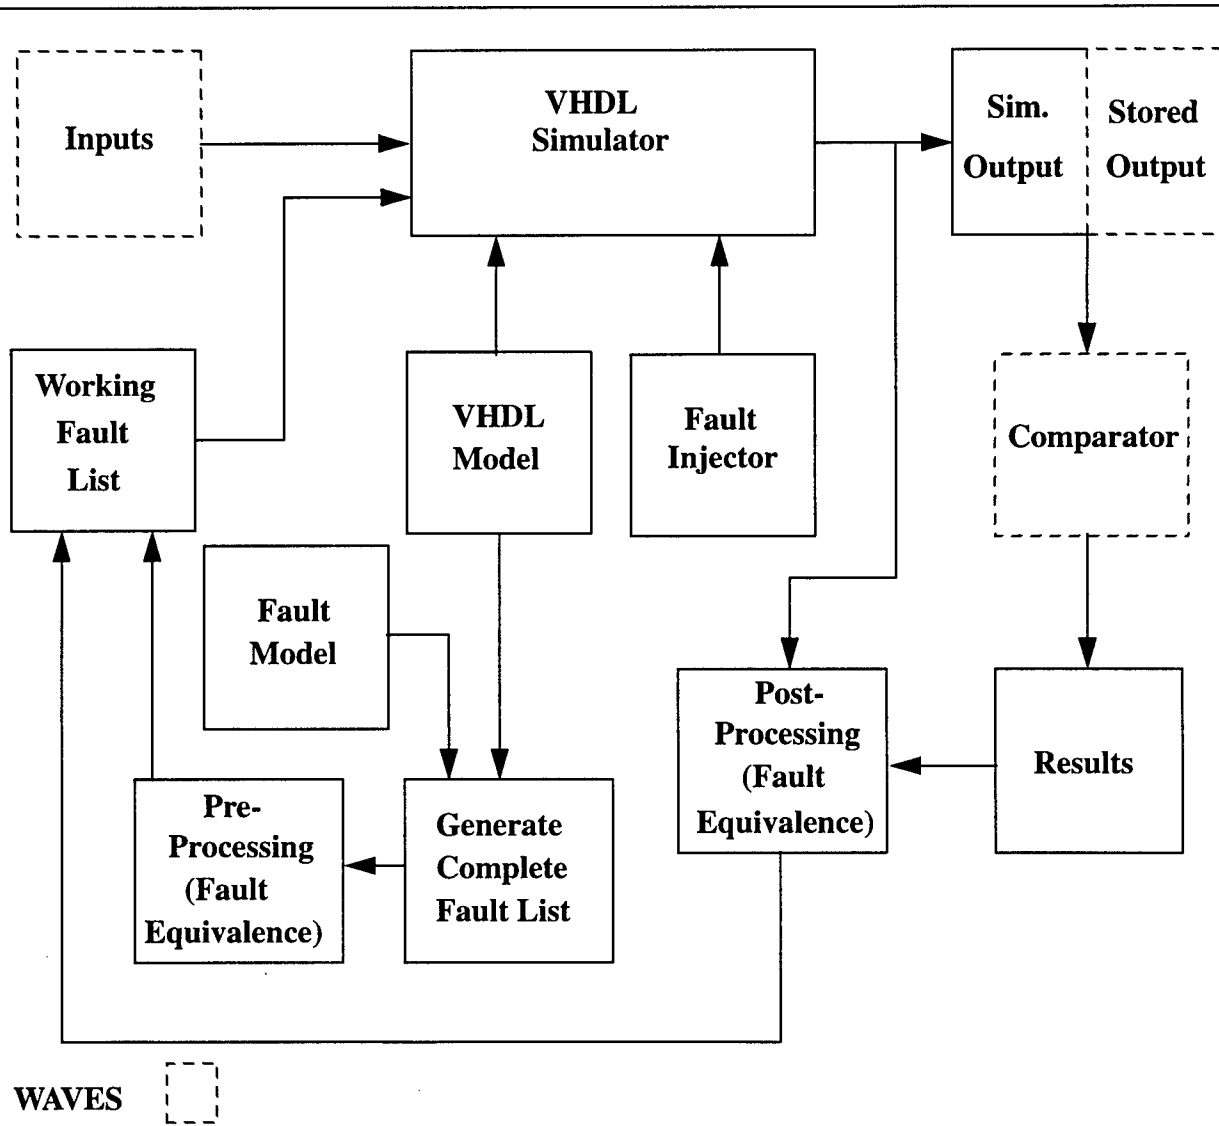 Inputs
VHDL
Simulator
Sim.
Output
Stored
Output
Working
Fault
List
VHDL
Model
Fault
Injector
Comparator
Fault
Model
Post-
Processing
(Fault
Equivalence)
Results
Pre-
Processing
(Fault
Equivalence)
Generate
Complete
Fault List
WAVES